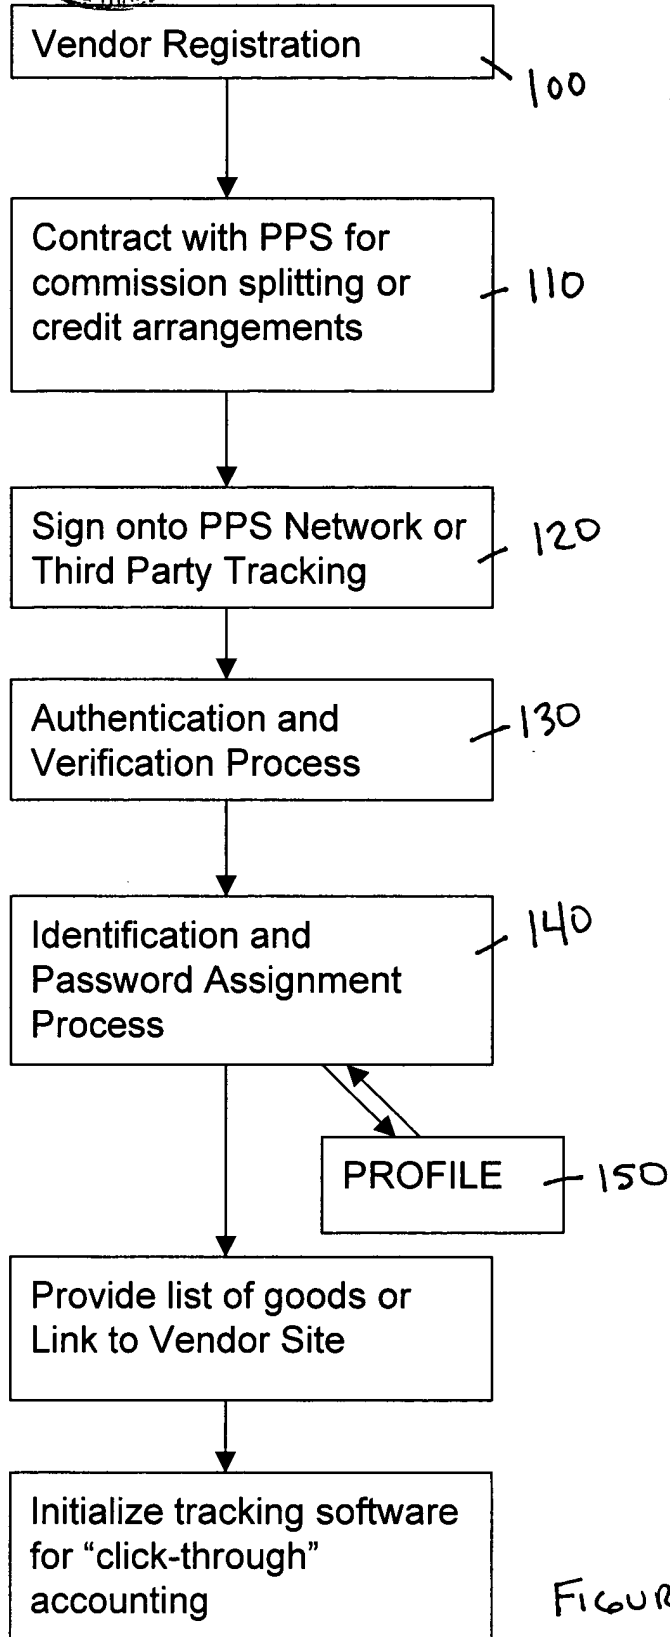 Vendor Registration
100
Contract with PPS for
commission splitting or
credit arrangements
110
Sign onto PPS Network or
Third Party Tracking
120
Authentication and
Verification Process
130
Identification and
Password Assignment
Process
140
PROFILE
150
Provide list of goods or
Link to Vendor Site
Initialize tracking software
for “click-through”
accounting